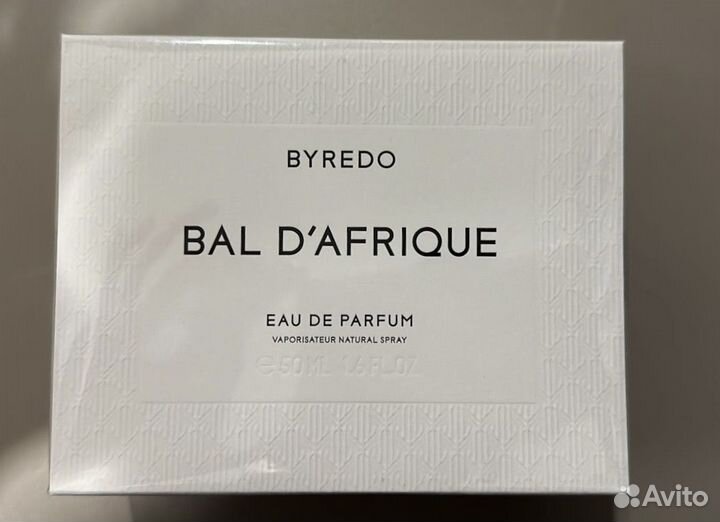 BYREDO
BAL D'AFRIQUE
EAU DE PARFUM
VAPORISATEUR NATURAL SPRAY
℮50 ML 1.6 FL.OZ
Avito